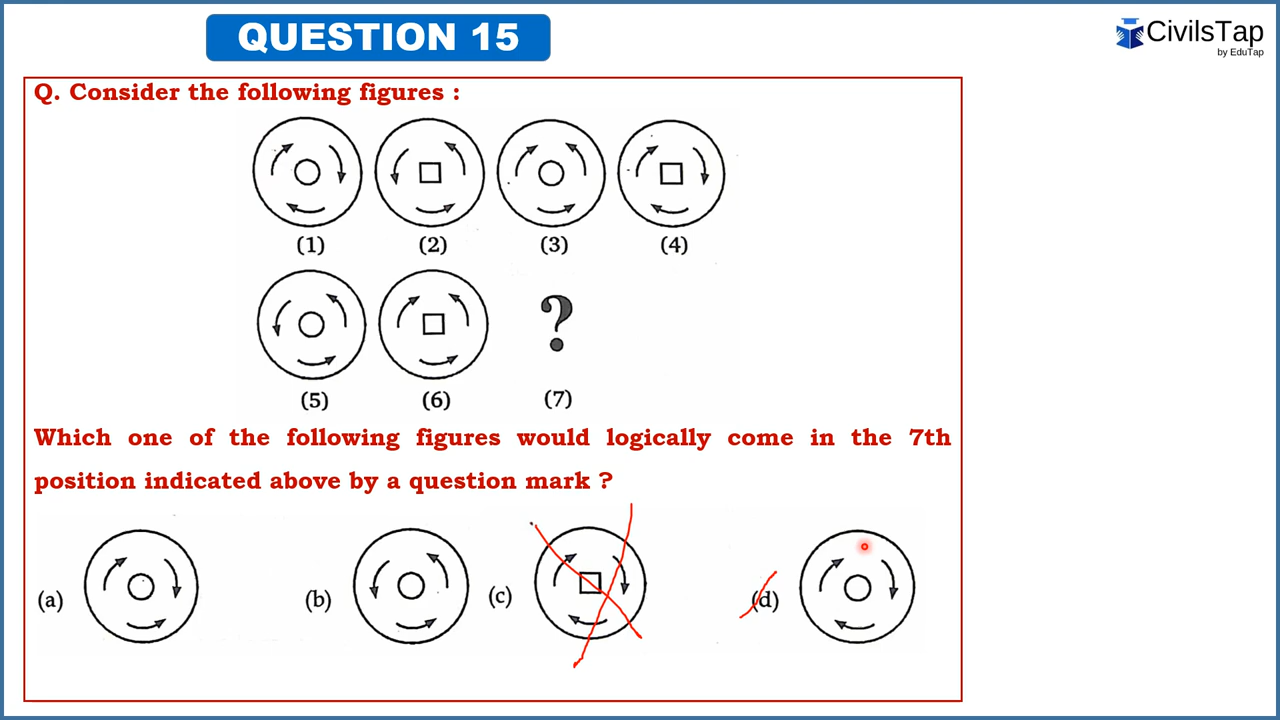 QUESTION 15
CivilsTap
by EduTap
Q. Consider the following figures :
(1) (2) (3) (4)
?
(5) (6) (7)
Which one of the following figures would logically come in the 7th
position indicated above by a question mark ?
(a) (b) (c) (d)